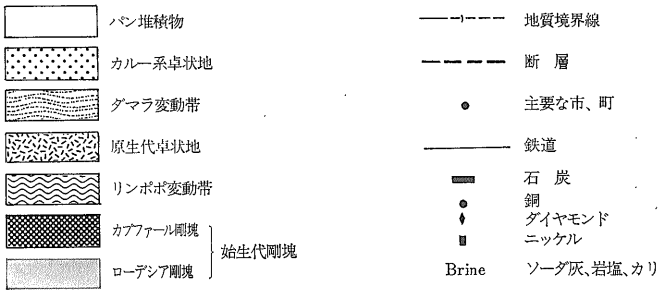 パン堆積物
カルー系卓状地
ダマラ変動帯
原生代卓状地
リンポポ変動帯
カプファール剛塊
ローデシア剛塊
始生代剛塊
地質境界線
断層
主要な市、町
鉄道
石炭
銅
ダイヤモンド
ニッケル
Brine ソーダ灰、岩塩、カリ